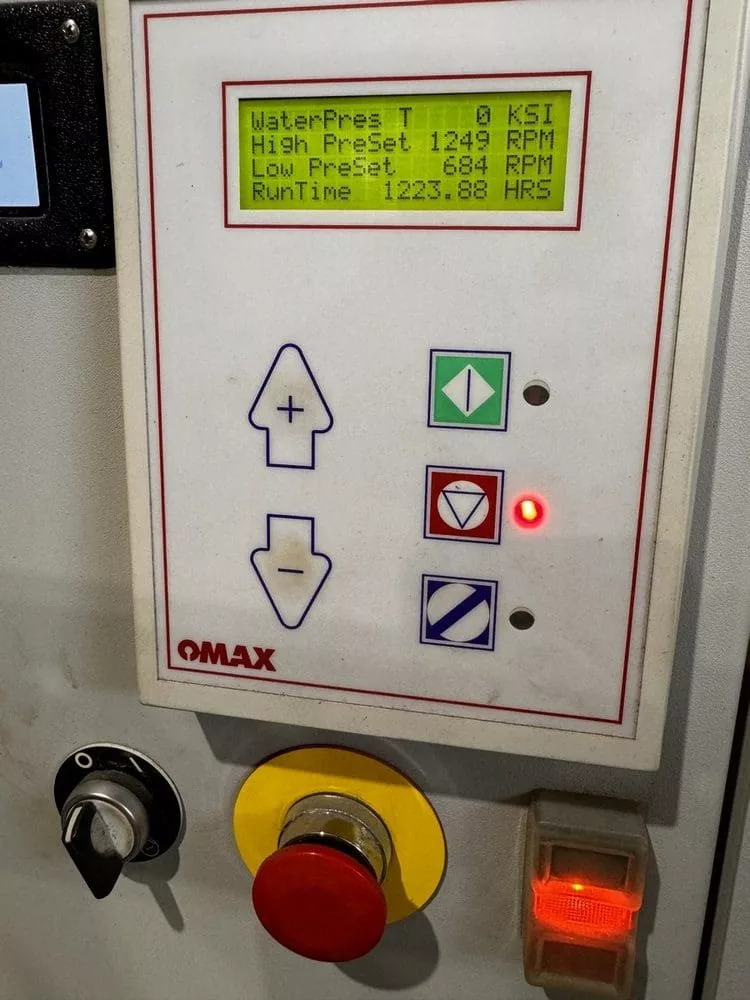 WaterPres T 0 KSI
High PreSet 1249 RPM
Low PreSet 684 RPM
RunTime 1223.88 HRS
+
-
OMAX
O